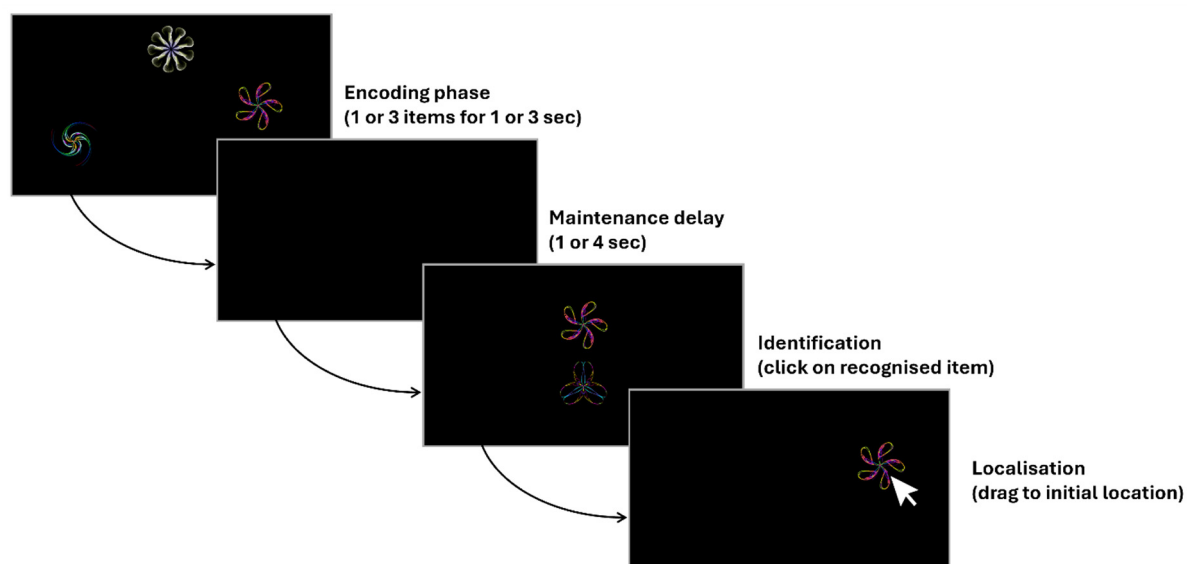 Encoding phase
(1 or 3 items for 1 or 3 sec)
Maintenance delay
(1 or 4 sec)
Identification
(click on recognised item)
Localisation
(drag to initial location)